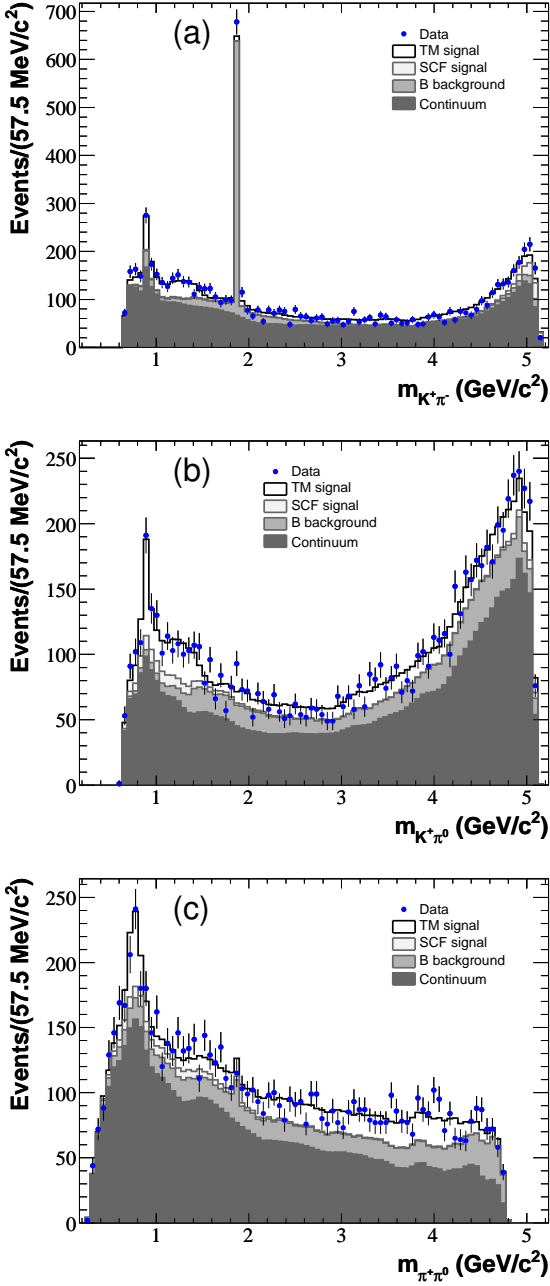 (a)
Data
TM signal
SCF signal
B background
Continuum
Events/(57.5 MeV/c²)
700
600
500
400
300
200
100
0
1 2 3 4 5
m_{K⁺π⁻} (GeV/c²)
(b)
Data
TM signal
SCF signal
B background
Continuum
Events/(57.5 MeV/c²)
250
200
150
100
50
0
1 2 3 4 5
m_{K⁺π⁰} (GeV/c²)
(c)
Data
TM signal
SCF signal
B background
Continuum
Events/(57.5 MeV/c²)
250
200
150
100
50
0
1 2 3 4 5
m_{π⁺π⁰} (GeV/c²)